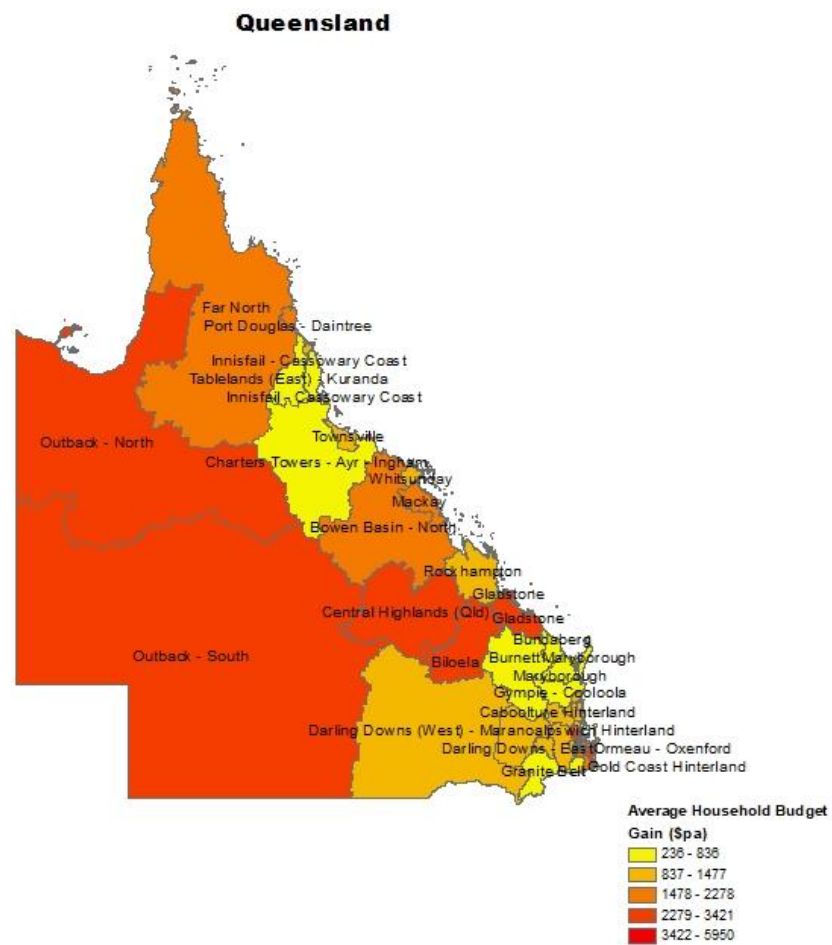 Queensland
Far North
Port Douglas - Daintree
Innisfail - Cassowary Coast
Tablelands (East) - Kuranda
Innisfail - Cassowary Coast
Townsville
Outback - North
Charters Towers - Ayr - Ingham
Whitsunday
Mackay
Bowen Basin - North
Rockhampton
Gladstone
Central Highlands (Qld)
Gladstone
Bundaberg
Outback - South
Biloela
Burnett
Maryborough
Maryborough
Gympie - Cooloola
Caboolture Hinterland
Darling Downs (West) - Maranoa
Ipswich Hinterland
Darling Downs - East
Ormeau - Oxenford
Granite Belt
Gold Coast Hinterland
Average Household Budget
Gain ($pa)
236 - 836
837 - 1477
1478 - 2278
2279 - 3421
3422 - 5950